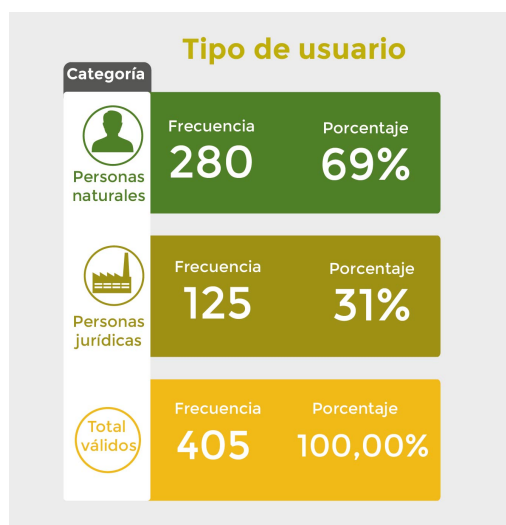 Tipo de usuario
Categoría
Personas
naturales
Frecuencia
280
Porcentaje
69%
Personas
jurídicas
Frecuencia
125
Porcentaje
31%
Total
válidos
Frecuencia
405
Porcentaje
100,00%